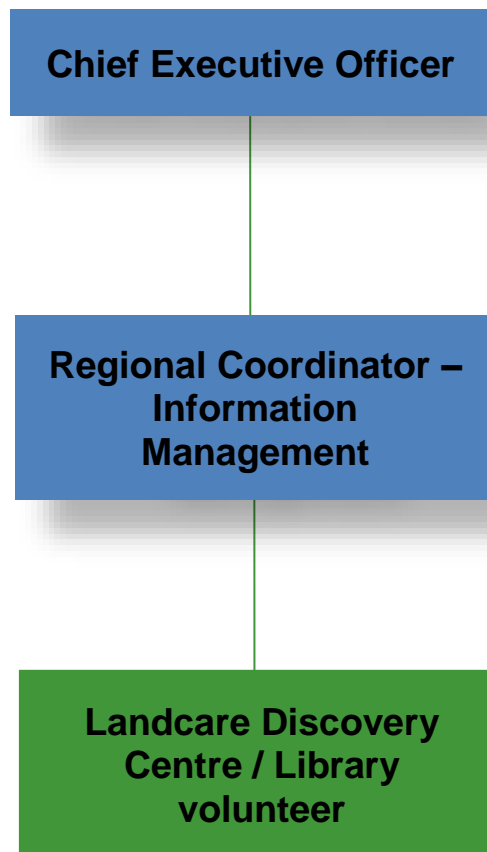 Chief Executive Officer
Regional Coordinator –
Information
Management
Landcare Discovery
Centre / Library
volunteer